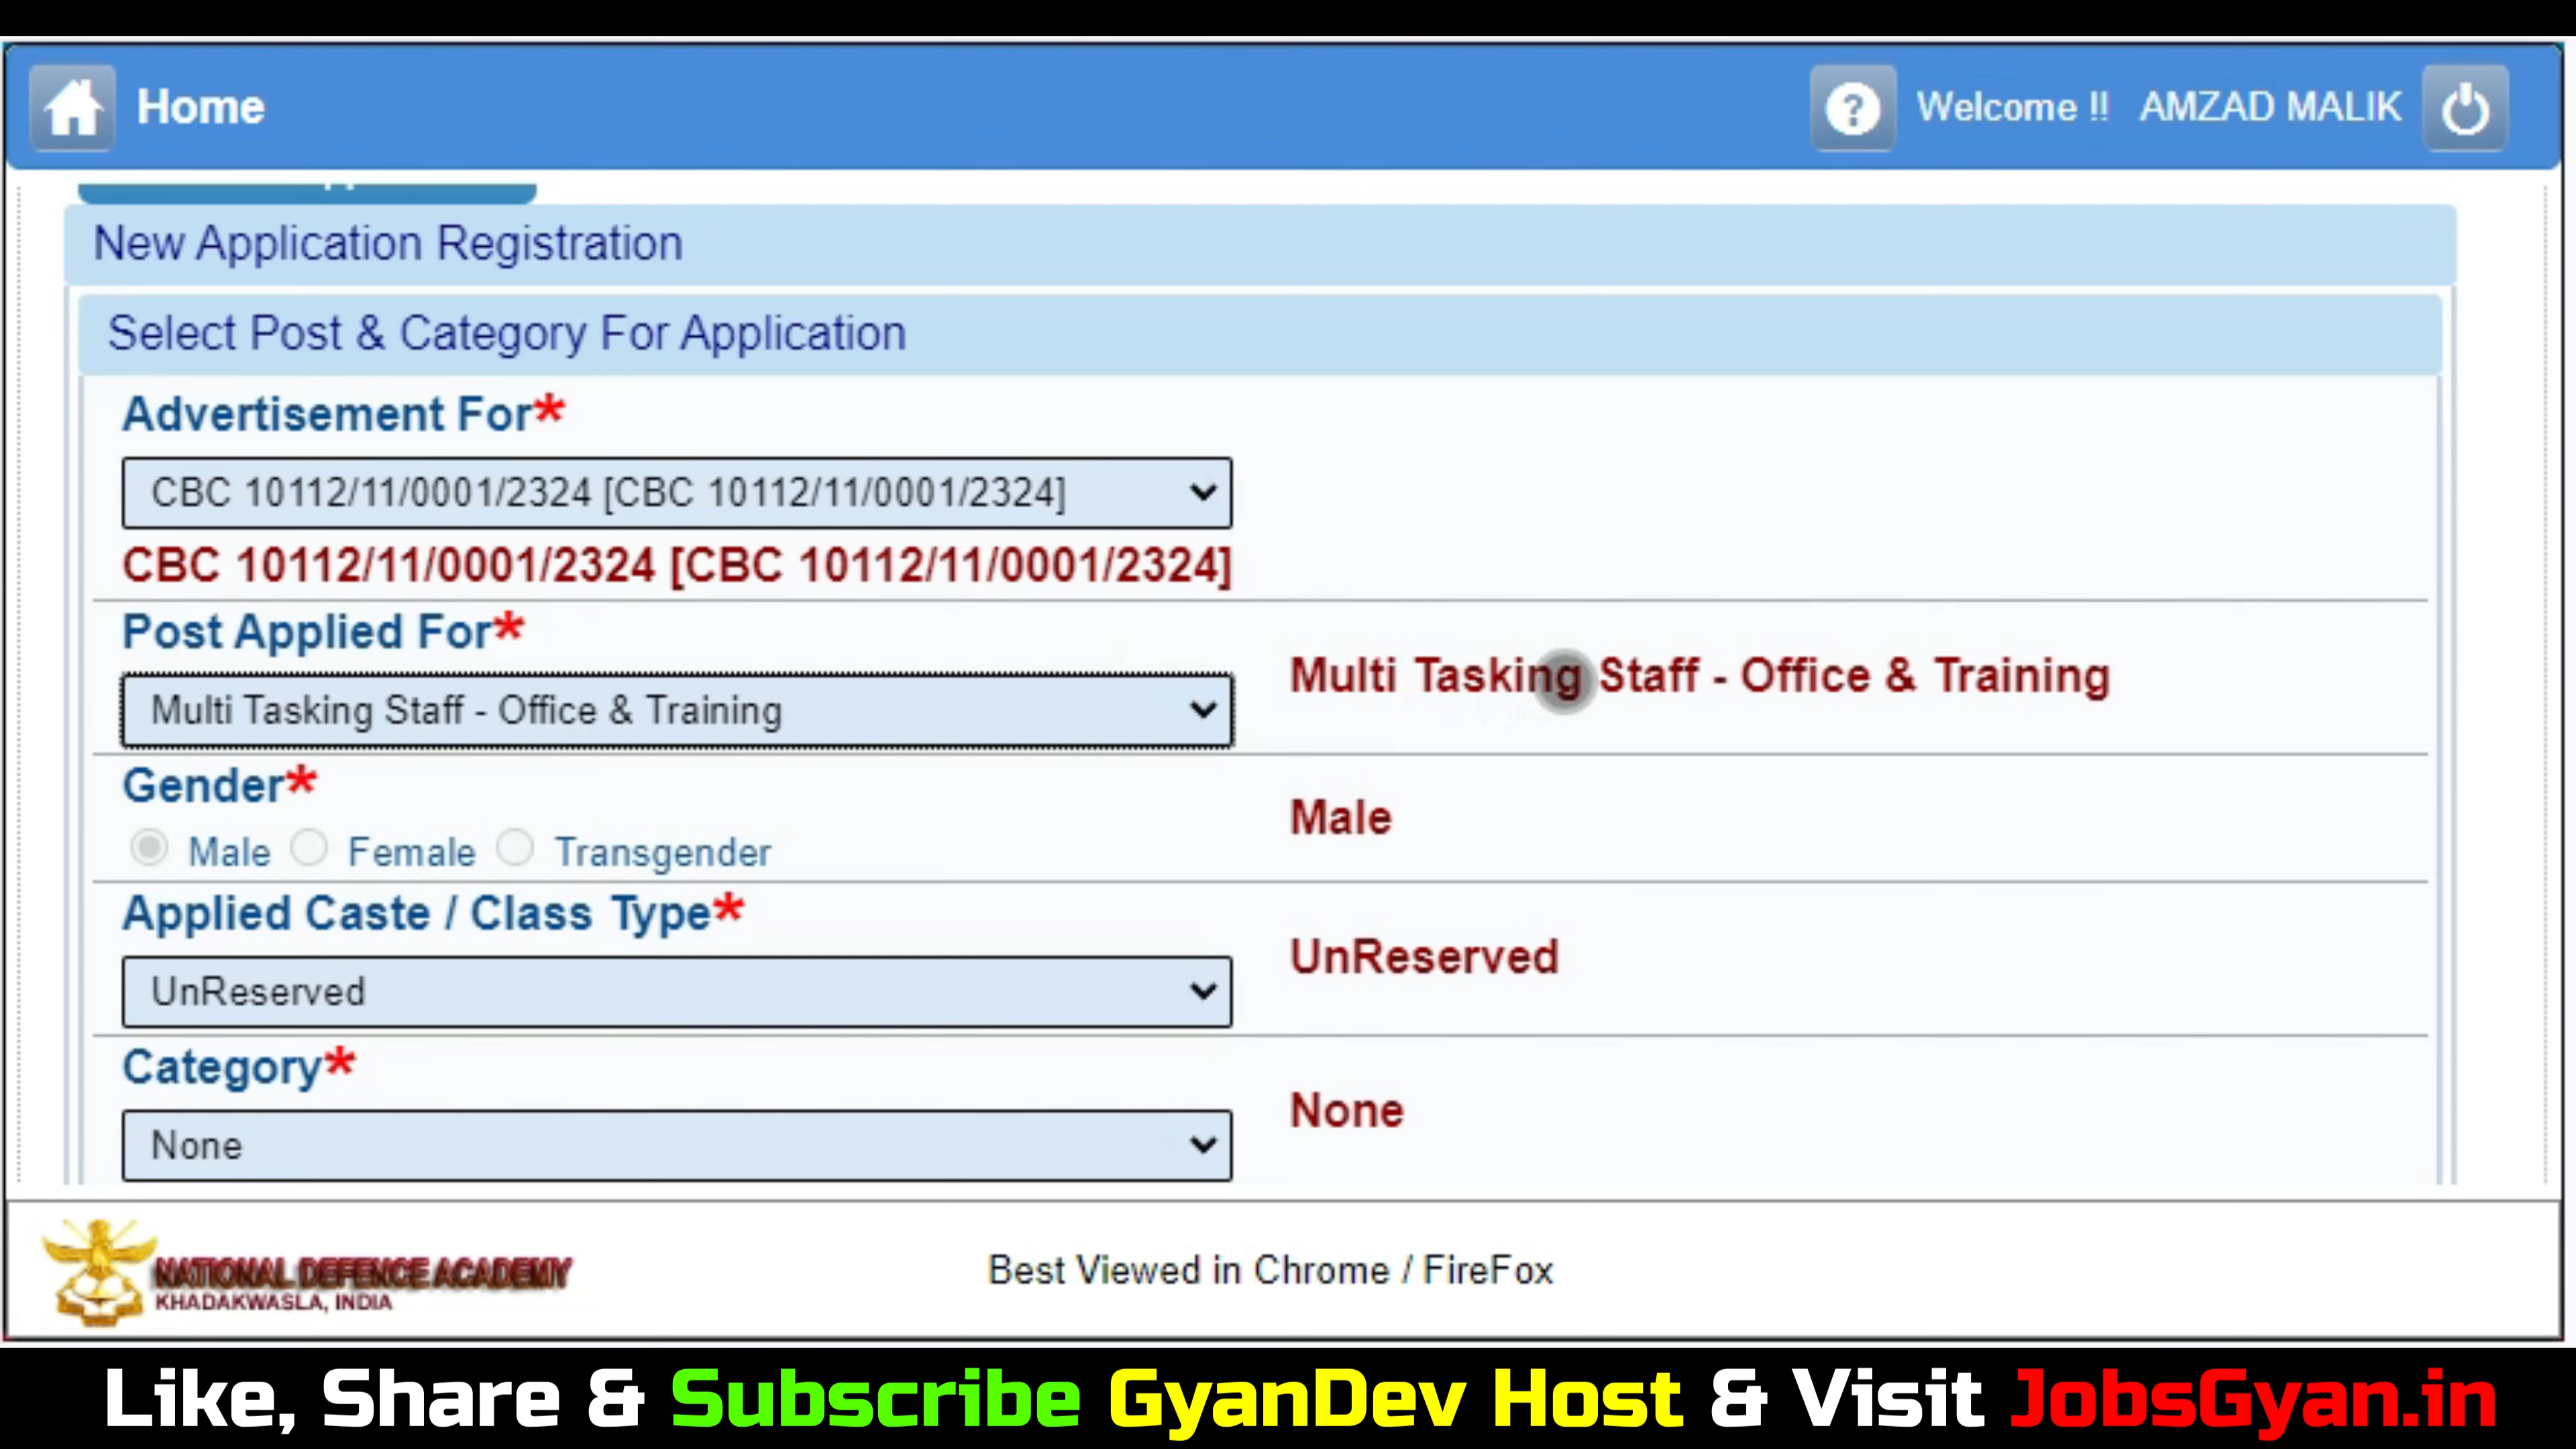 Home
Welcome !! AMZAD MALIK
New Application Registration
Select Post & Category For Application
Advertisement For*
CBC 10112/11/0001/2324 [CBC 10112/11/0001/2324]
CBC 10112/11/0001/2324 [CBC 10112/11/0001/2324]
Post Applied For*
Multi Tasking Staff - Office & Training
Multi Tasking Staff - Office & Training
Gender*
Male Female Transgender
Male
Applied Caste / Class Type*
UnReserved
UnReserved
Category*
None
None
NATIONAL DEFENCE ACADEMY
KHADAKWASLA, INDIA
Best Viewed in Chrome / FireFox
Like, Share & Subscribe GyanDev Host & Visit JobsGyan.in